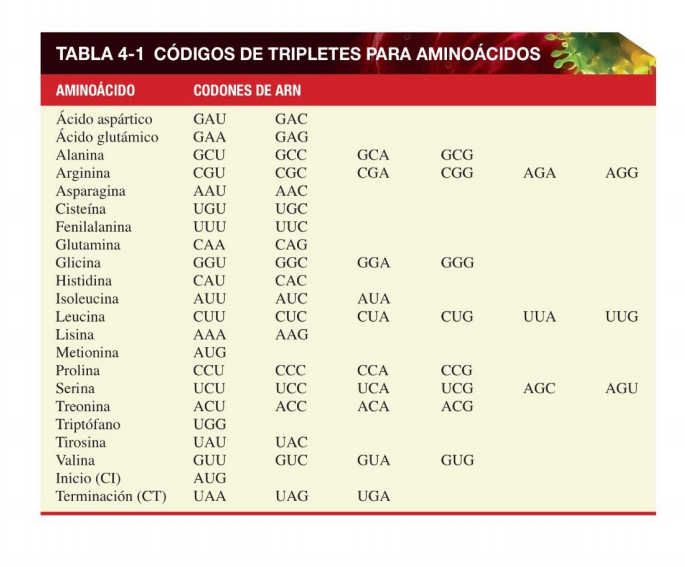 TABLA 4-1 CÓDIGOS DE TRIPLETES PARA AMINOÁCIDOS
AMINOÁCIDO CODONES DE ARN
Ácido aspártico GAU GAC
Ácido glutámico GAA GAG
Alanina GCU GCC GCA GCG
Arginina CGU CGC CGA CGG AGA AGG
Asparagina AAU AAC
Cisteína UGU UGC
Fenilalanina UUU UUC
Glutamina CAA CAG
Glicina GGU GGC GGA GGG
Histidina CAU CAC
Isoleucina AUU AUC AUA
Leucina CUU CUC CUA CUG UUA UUG
Lisina AAA AAG
Metionina AUG
Prolina CCU CCC CCA CCG
Serina UCU UCC UCA UCG AGC AGU
Treonina ACU ACC ACA ACG
Triptófano UGG
Tirosina UAU UAC
Valina GUU GUC GUA GUG
Inicio (CI) AUG
Terminación (CT) UAA UAG UGA